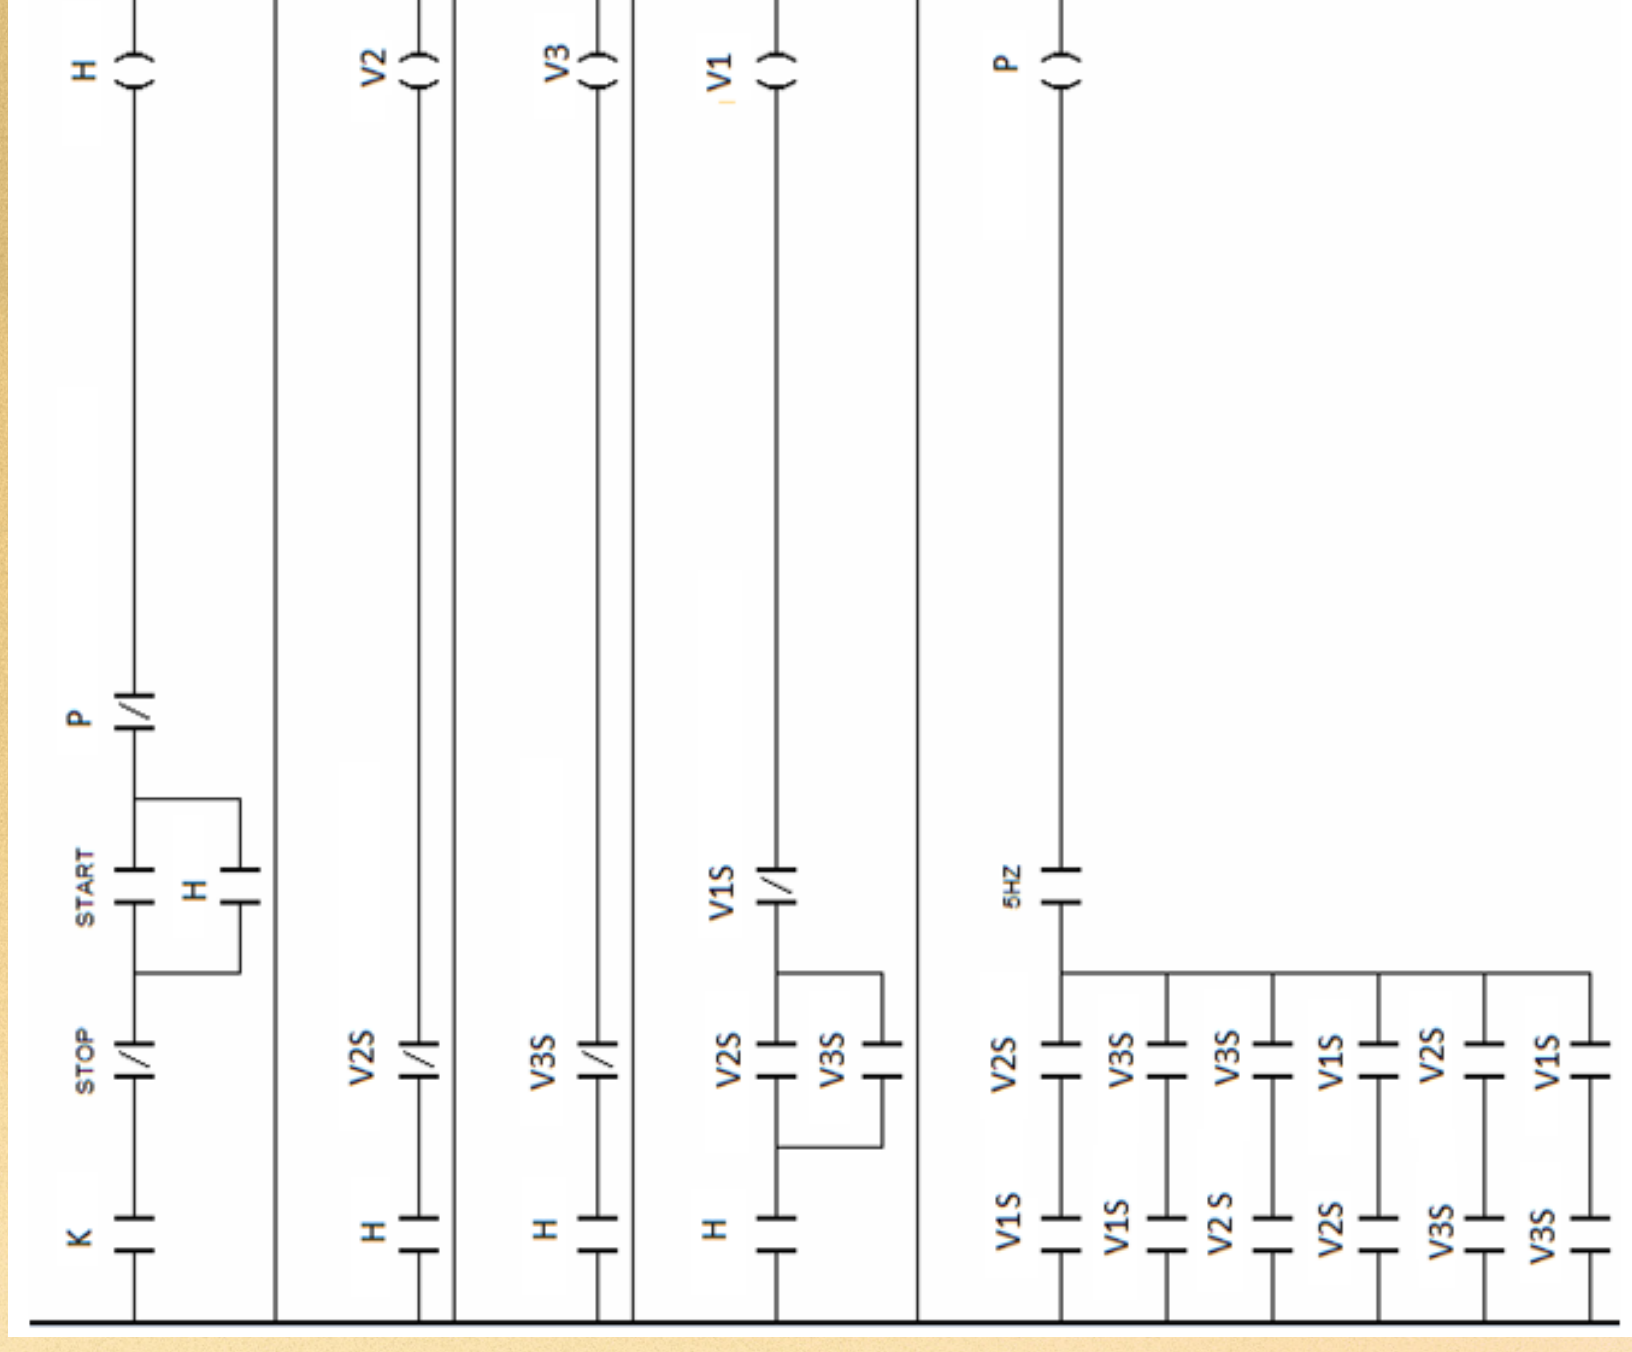 K STOP START P H
H
H V2S V2
H V3S V3
H V2S V1S V1
V3S
V1S V2S 5HZ P
V1S V3S
V2 S V3S
V2S V1S
V3S V2S
V3S V1S